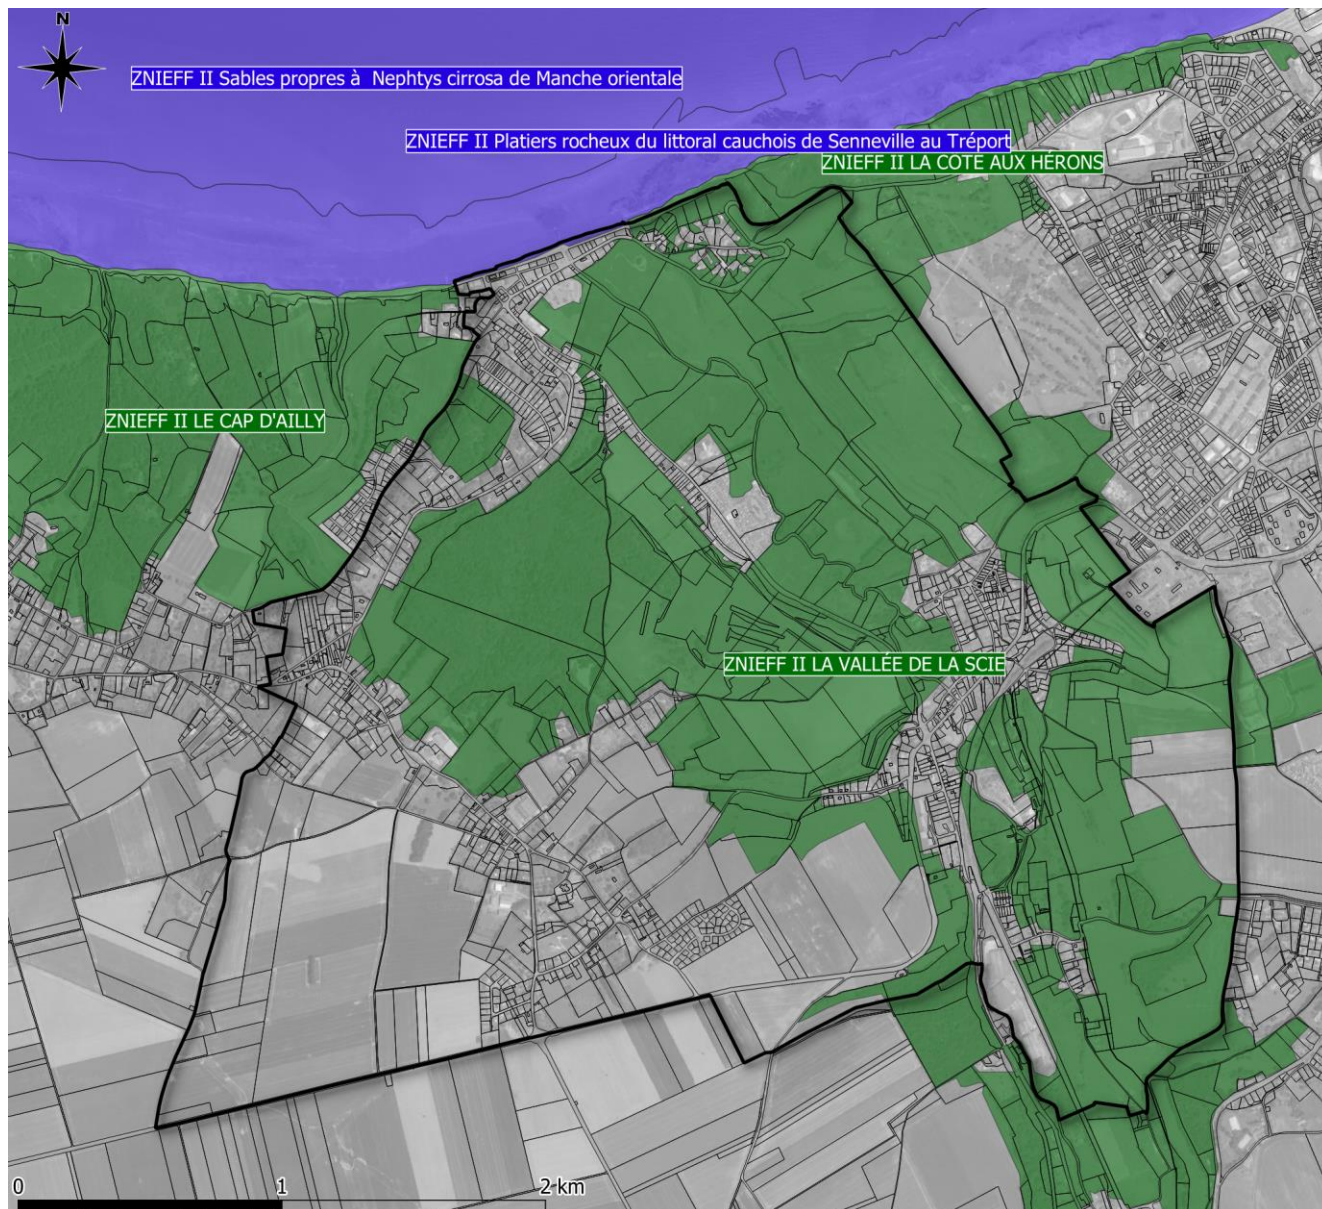 N
ZNIEFF II Sables propres à  Nephtys cirrosa de Manche orientale
ZNIEFF II Platiers rocheux du littoral cauchois de Senneville au Tréport
ZNIEFF II LA COTE AUX HÉRONS
ZNIEFF II LE CAP D'AILLY
ZNIEFF II LA VALLÉE DE LA SCIE
0 1 2 km